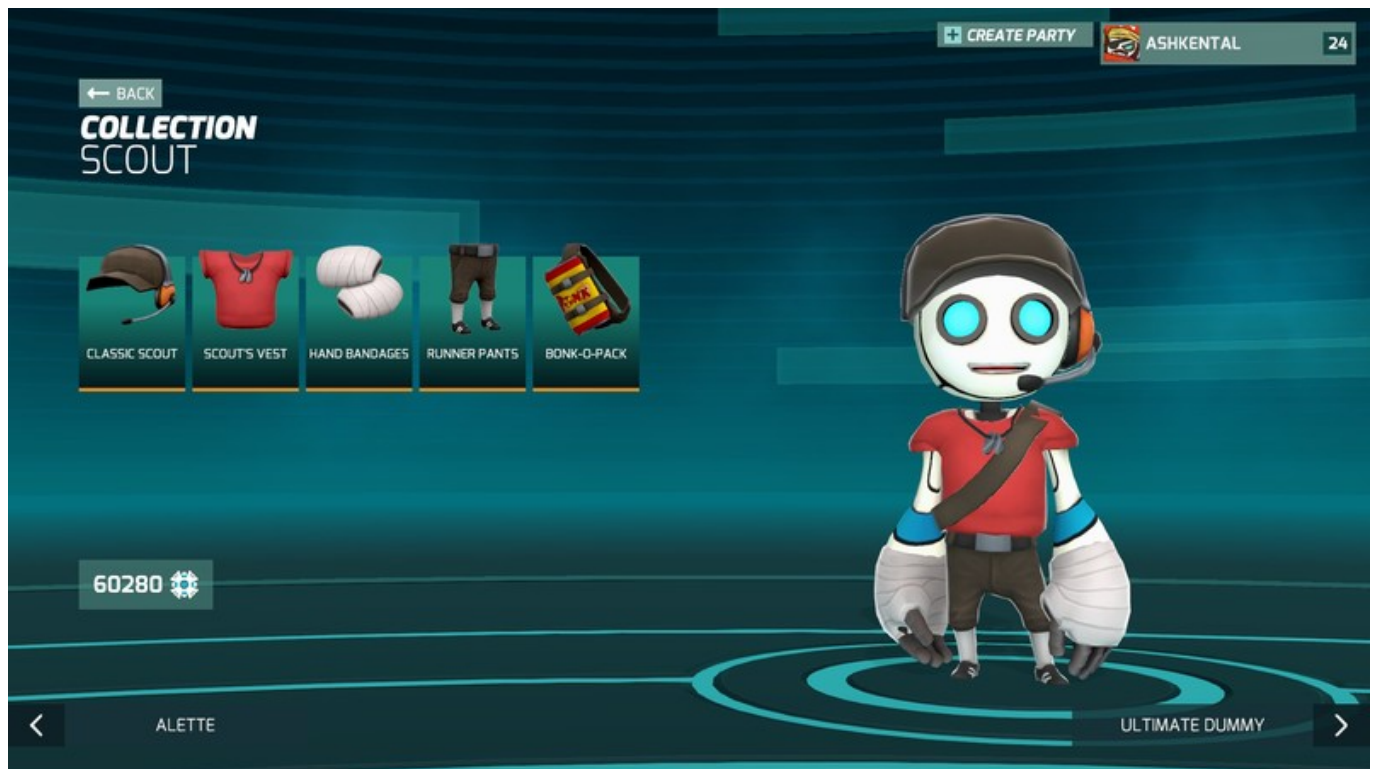 CREATE PARTY
ASHKENTAL
24
BACK
COLLECTION
SCOUT
CLASSIC SCOUT
SCOUT'S VEST
HAND BANDAGES
RUNNER PANTS
BONK-O-PACK
BONK
60280
ALETTE
ULTIMATE DUMMY